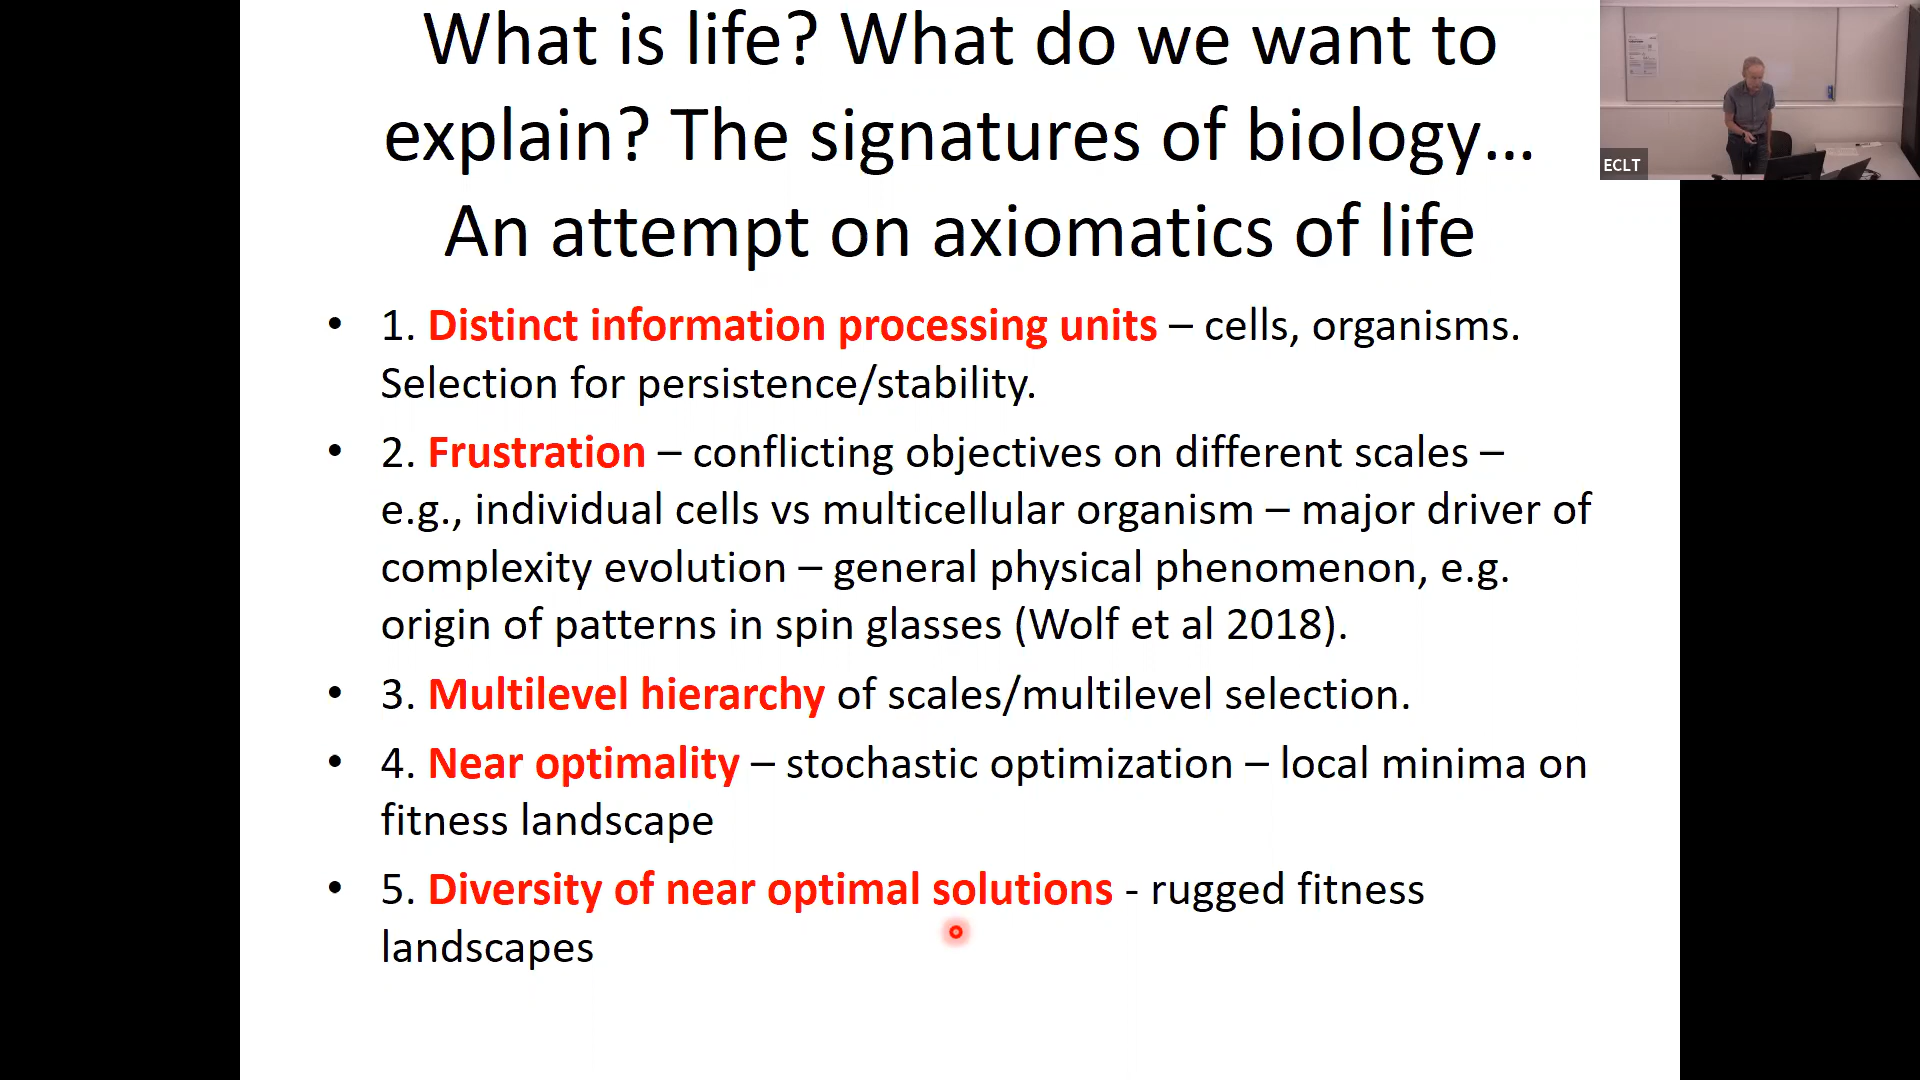 What is life? What do we want to
explain? The signatures of biology…
An attempt on axiomatics of life
ECLT
• 1. Distinct information processing units – cells, organisms.
Selection for persistence/stability.
• 2. Frustration – conflicting objectives on different scales –
e.g., individual cells vs multicellular organism – major driver of
complexity evolution – general physical phenomenon, e.g.
origin of patterns in spin glasses (Wolf et al 2018).
• 3. Multilevel hierarchy of scales/multilevel selection.
• 4. Near optimality – stochastic optimization – local minima on
fitness landscape
• 5. Diversity of near optimal solutions - rugged fitness
landscapes